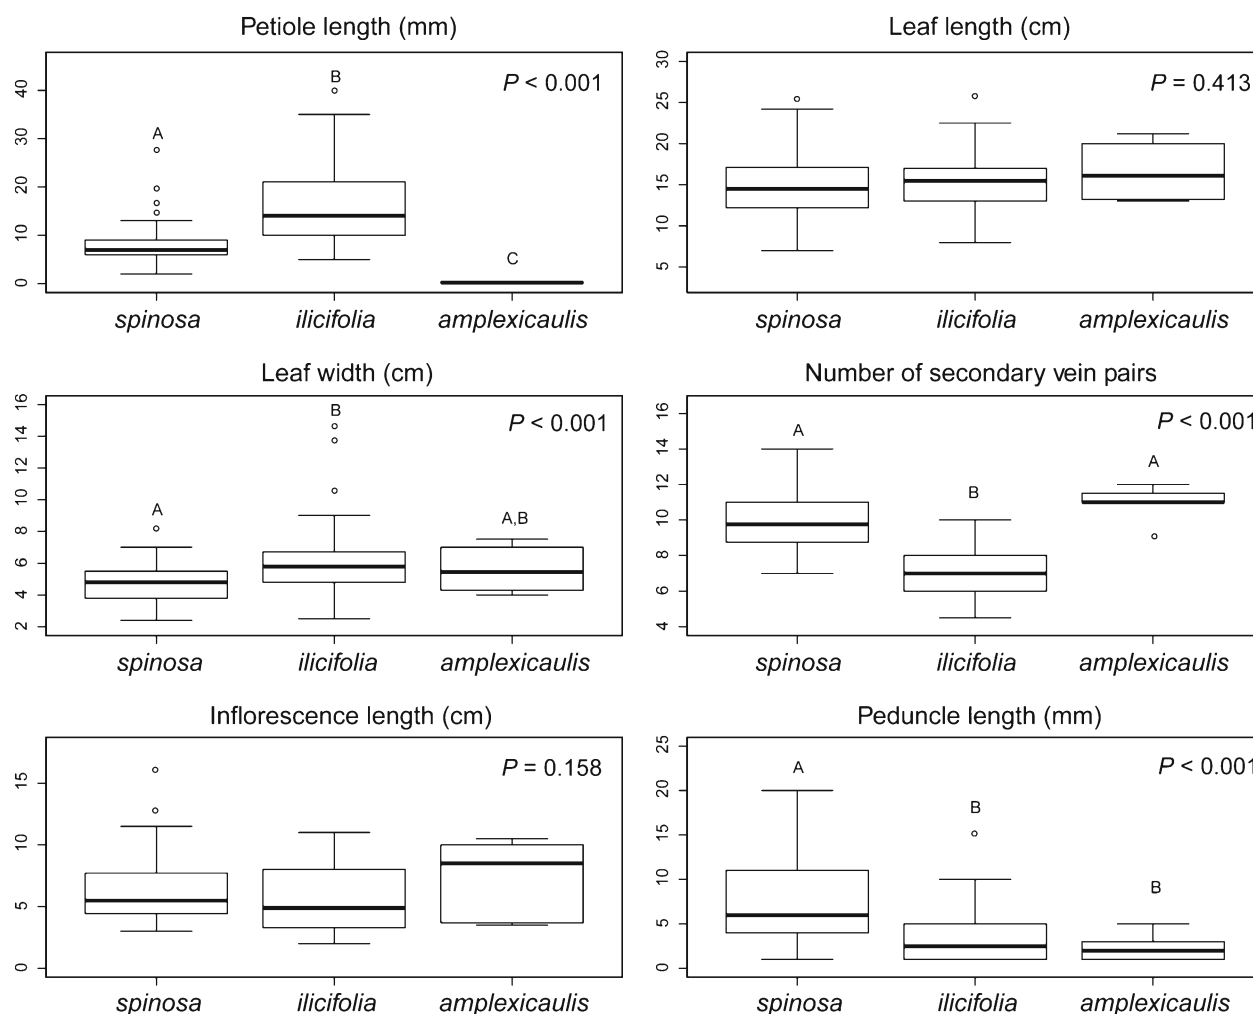 Petiole length (mm)
40
30
20
10
0
A
B
C
P < 0.001
spinosa
ilicifolia
amplexicaulis
Leaf length (cm)
30
25
20
15
10
5
P = 0.413
spinosa
ilicifolia
amplexicaulis
Leaf width (cm)
16
14
12
10
8
6
4
2
A
B
A,B
P < 0.001
spinosa
ilicifolia
amplexicaulis
Number of secondary vein pairs
16
14
12
10
8
6
4
A
B
A
P < 0.001
spinosa
ilicifolia
amplexicaulis
Inflorescence length (cm)
15
10
5
0
P = 0.158
spinosa
ilicifolia
amplexicaulis
Peduncle length (mm)
25
20
15
10
5
0
A
B
B
P < 0.001
spinosa
ilicifolia
amplexicaulis